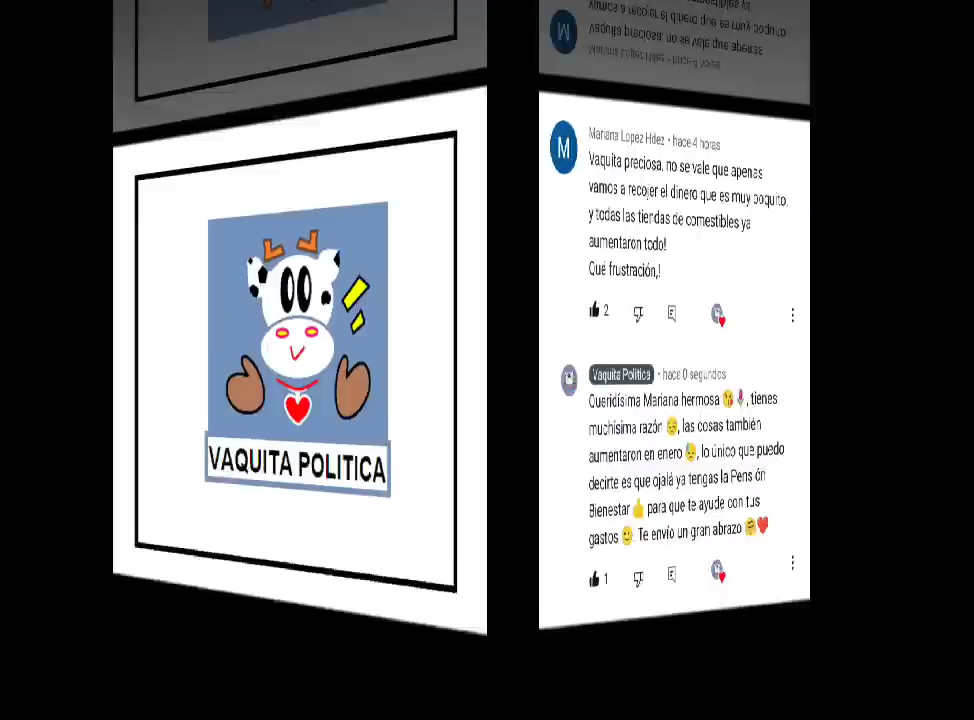 VAQUITA POLITICA
Mariana Lopez Hdez • hace 4 horas
Vaquita preciosa, no se vale que apenas
vamos a recojer el dinero que es muy poquito,
y todas las tiendas de comestibles ya
aumentaron todo!
Qué frustración,!
2
Vaquita Política • hace 0 segundos
Queridísima Mariana hermosa 😘🌷, tienes
muchísima razón 😔, las cosas también
aumentaron en enero 😓, lo único que puedo
decirte es que ojalá ya tengas la Pensión
Bienestar 👍 para que te ayude con tus
gastos 🙂. Te envío un gran abrazo 🤗❤️
1